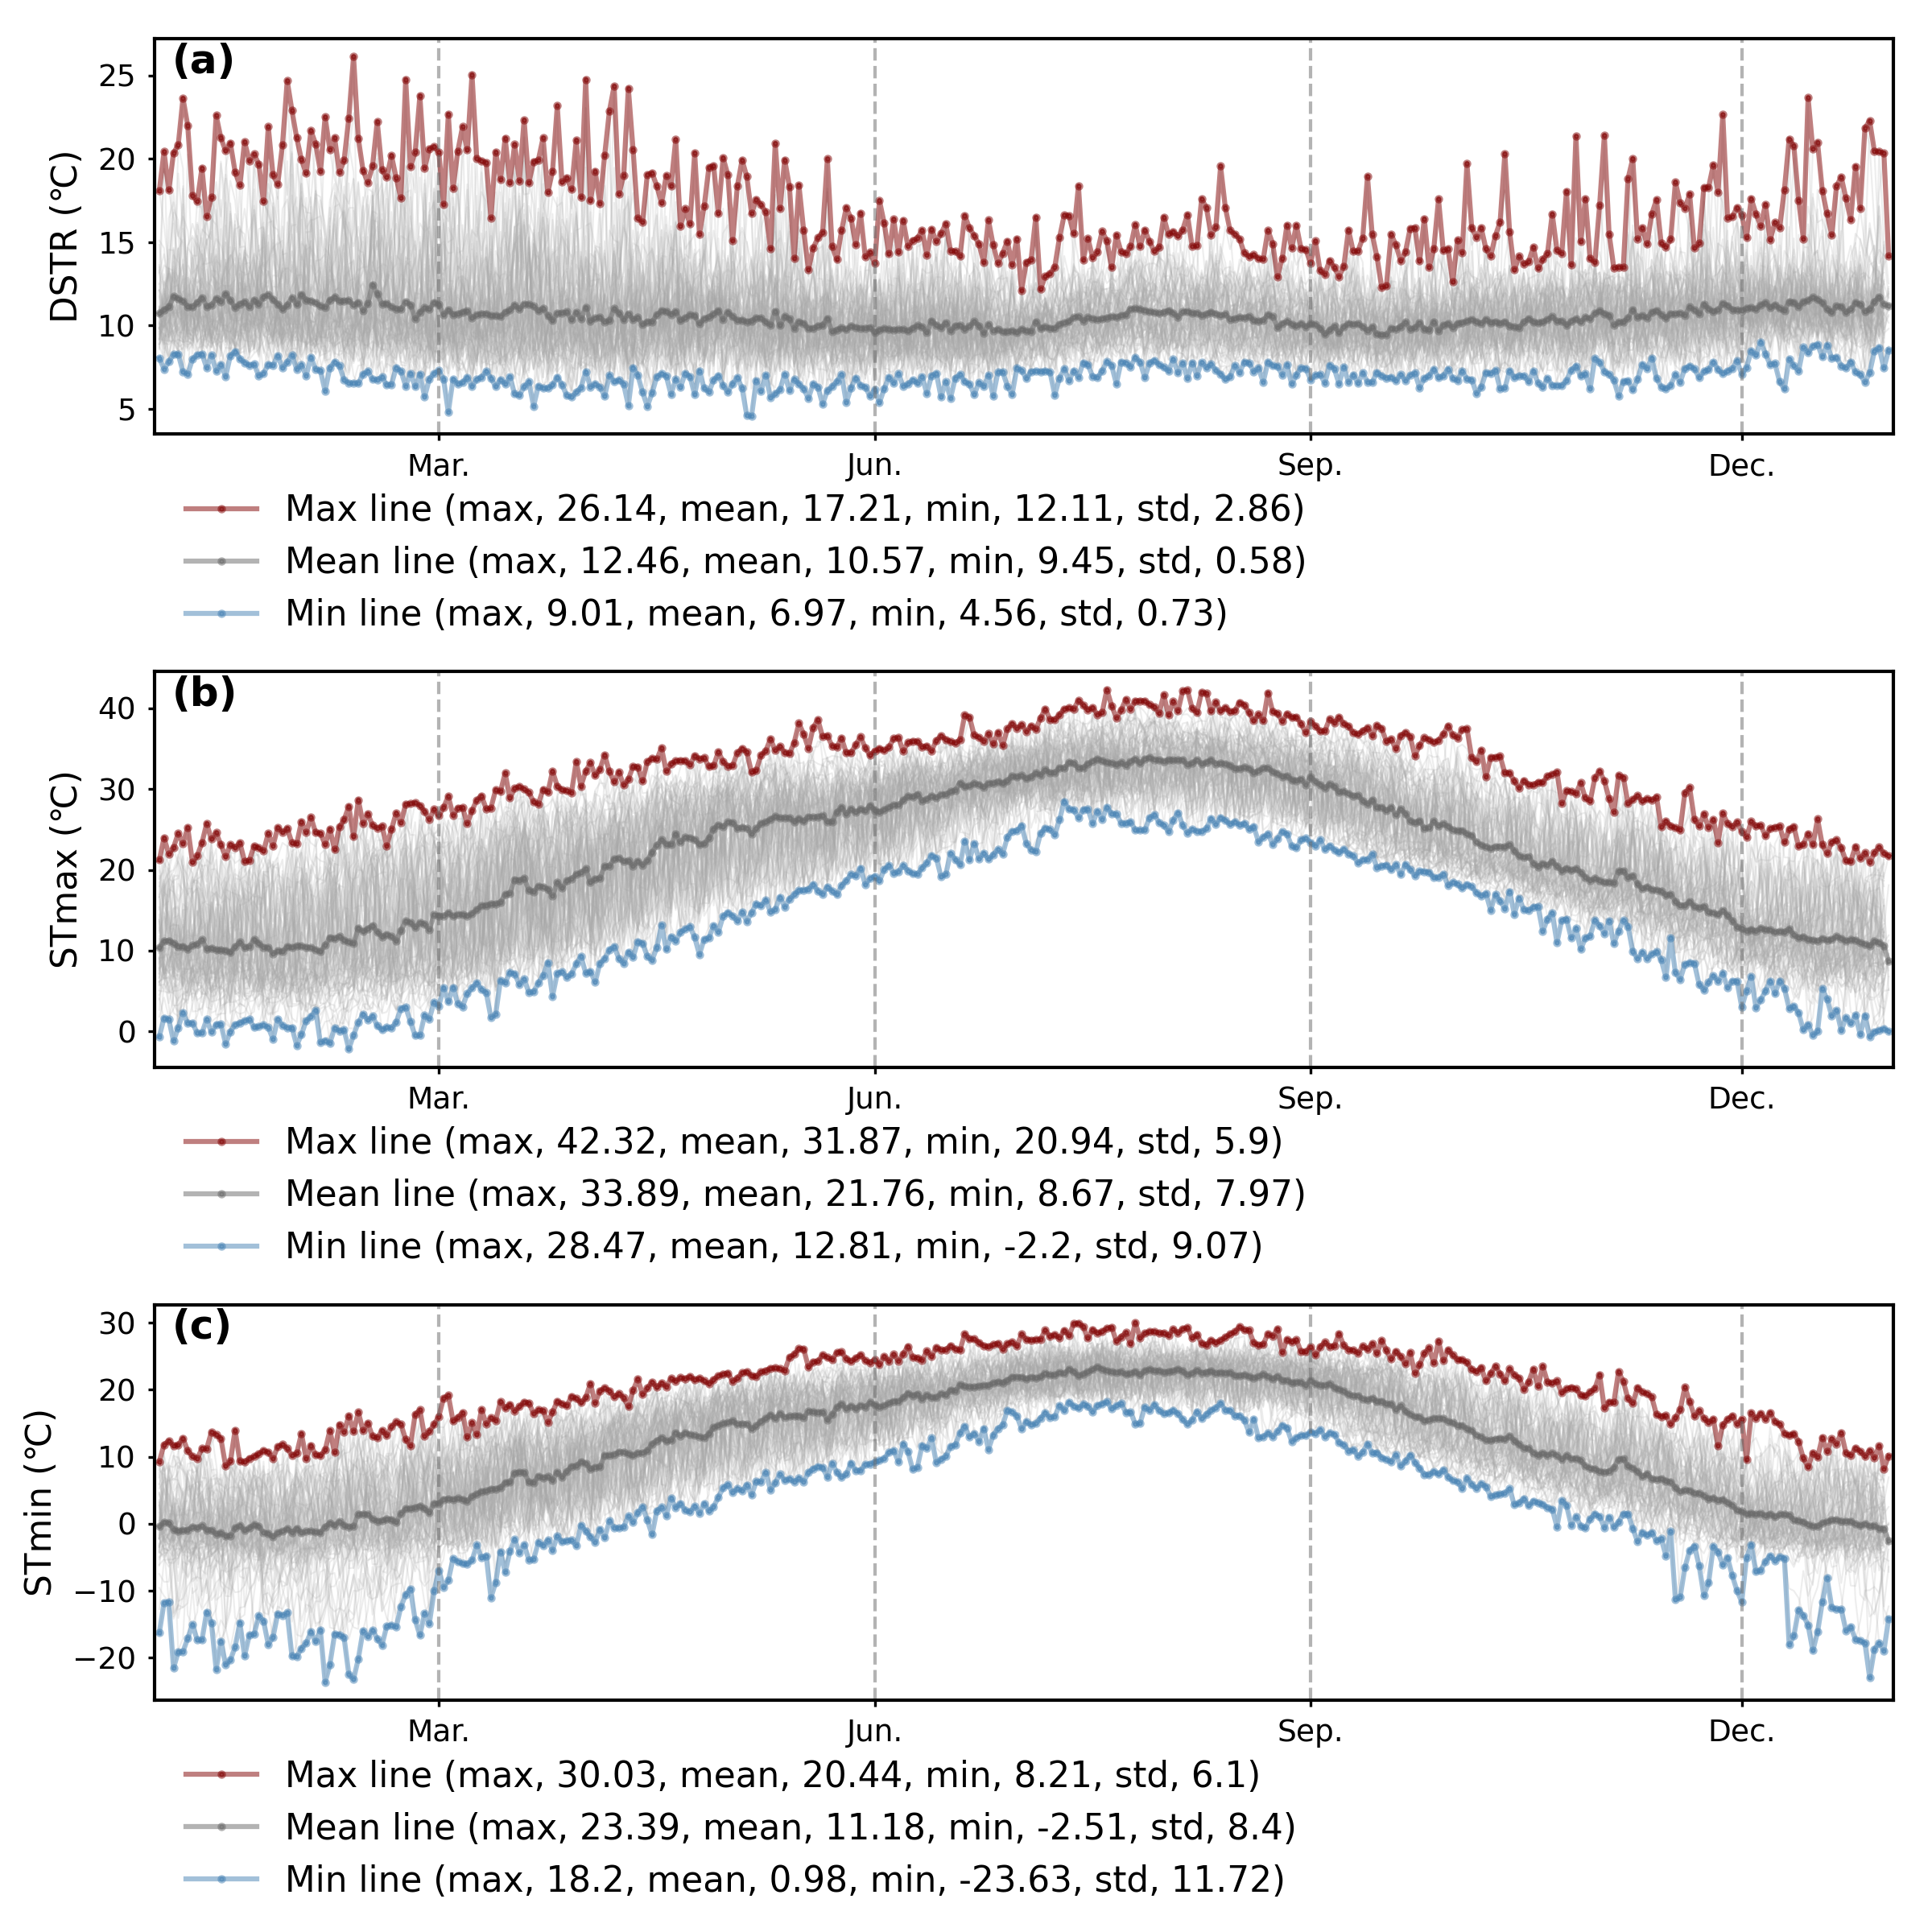 (a)
25
20
15
10
5
DSTR (°C)
Mar. Jun. Sep. Dec.
Max line (max, 26.14, mean, 17.21, min, 12.11, std, 2.86)
Mean line (max, 12.46, mean, 10.57, min, 9.45, std, 0.58)
Min line (max, 9.01, mean, 6.97, min, 4.56, std, 0.73)
(b)
40
30
20
10
0
STmax (°C)
Mar. Jun. Sep. Dec.
Max line (max, 42.32, mean, 31.87, min, 20.94, std, 5.9)
Mean line (max, 33.89, mean, 21.76, min, 8.67, std, 7.97)
Min line (max, 28.47, mean, 12.81, min, -2.2, std, 9.07)
(c)
30
20
10
0
−10
−20
STmin (°C)
Mar. Jun. Sep. Dec.
Max line (max, 30.03, mean, 20.44, min, 8.21, std, 6.1)
Mean line (max, 23.39, mean, 11.18, min, -2.51, std, 8.4)
Min line (max, 18.2, mean, 0.98, min, -23.63, std, 11.72)